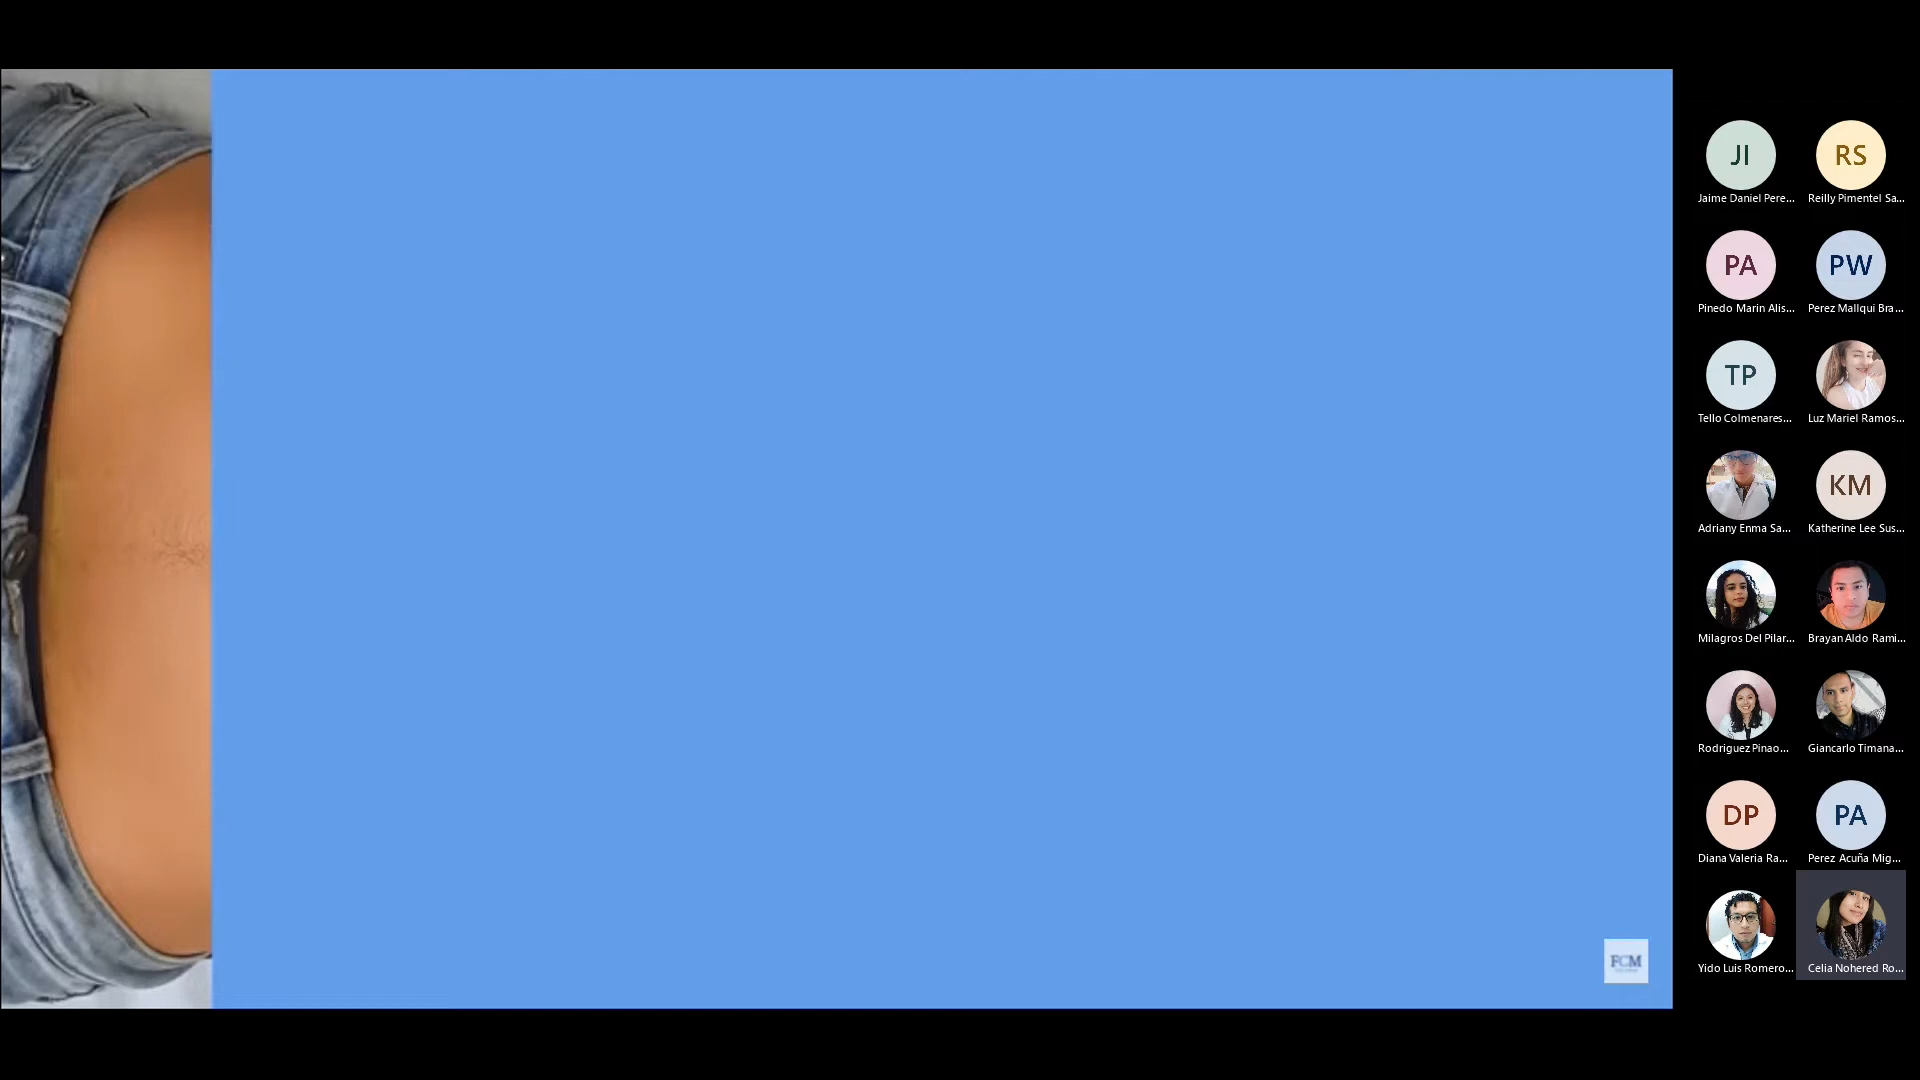 JI
RS
Jaime Daniel Pere...
Reilly Pimentel Sa...
PA
PW
Pinedo Marin Alis...
Perez Mallqui Bra...
TP
Tello Colmenares...
Luz Mariel Ramos...
KM
Adriany Enma Sa...
Katherine Lee Sus...
Milagros Del Pilar...
Brayan Aldo Rami...
Rodriguez Pinao...
Giancarlo Timana...
DP
PA
Diana Valeria Ra...
Perez Acuña Mig...
FCM
Yido Luis Romero...
Celia Nohered Ro...